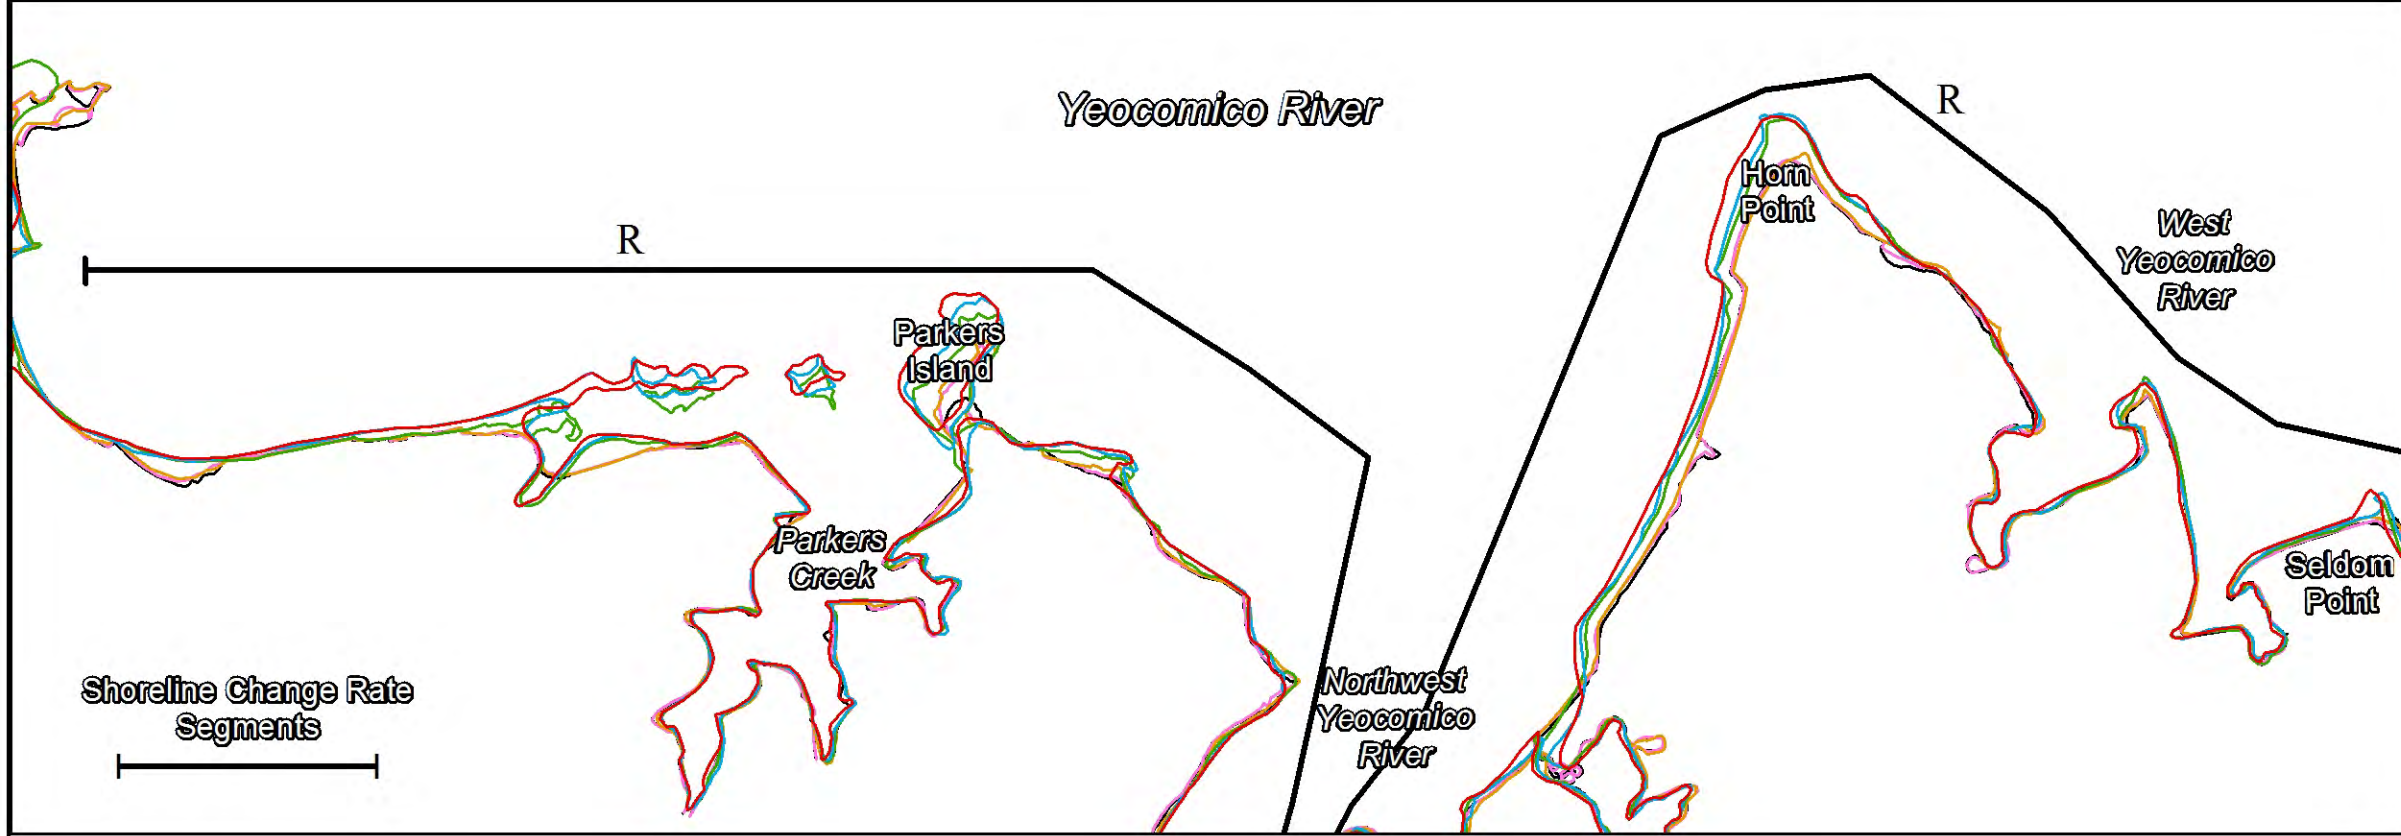 Yeocomico River
R
Horn
Point
West
Yeocomico
River
R
Parkers
Island
Parkers
Creek
Seldom
Point
Shoreline Change Rate
Segments
Northwest
Yeocomico
River